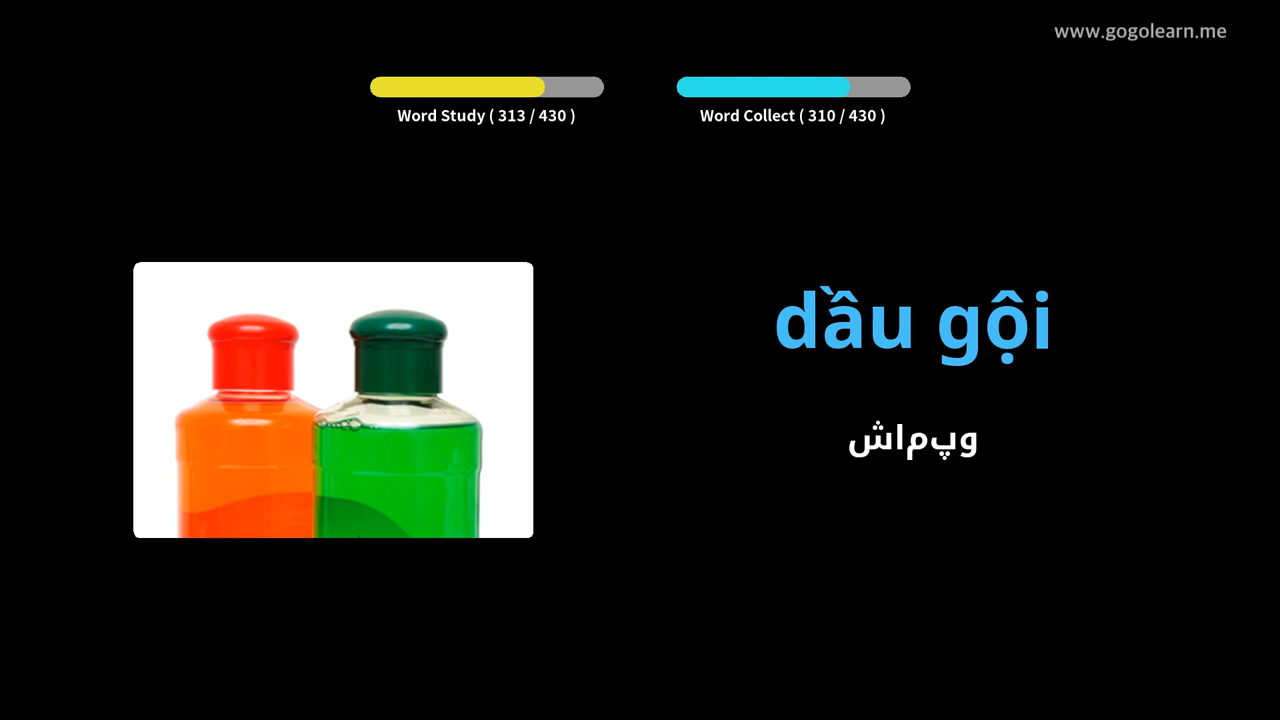 www.gogolearn.me
Word Study ( 313 / 430 )
Word Collect ( 310 / 430 )
dầu gội
وپماش